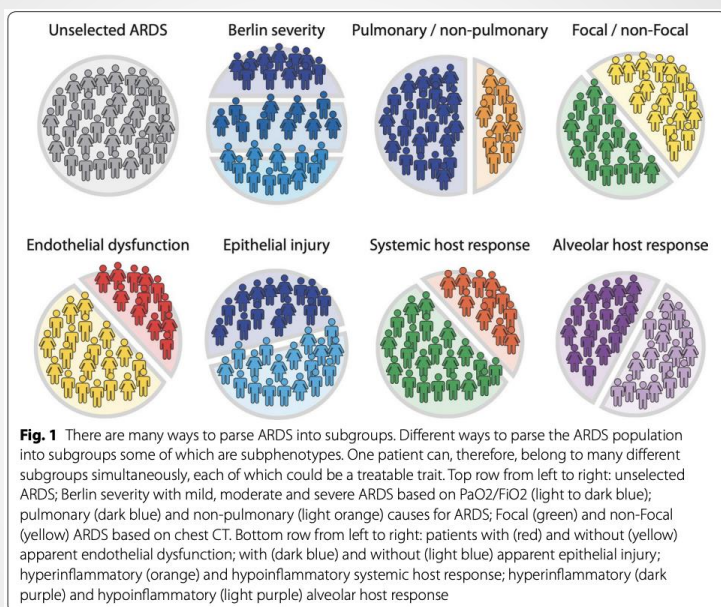 Unselected ARDS
Berlin severity
Pulmonary / non-pulmonary
Focal / non-Focal
Endothelial dysfunction
Epithelial injury
Systemic host response
Alveolar host response
Fig. 1 There are many ways to parse ARDS into subgroups. Different ways to parse the ARDS population
into subgroups some of which are subphenotypes. One patient can, therefore, belong to many different
subgroups simultaneously, each of which could be a treatable trait. Top row from left to right: unselected
ARDS; Berlin severity with mild, moderate and severe ARDS based on PaO2/FiO2 (light to dark blue);
pulmonary (dark blue) and non-pulmonary (light orange) causes for ARDS; Focal (green) and non-Focal
(yellow) ARDS based on chest CT. Bottom row from left to right: patients with (red) and without (yellow)
apparent endothelial dysfunction; with (dark blue) and without (light blue) apparent epithelial injury;
hyperinflammatory (orange) and hypoinflammatory systemic host response; hyperinflammatory (dark
purple) and hypoinflammatory (light purple) alveolar host response